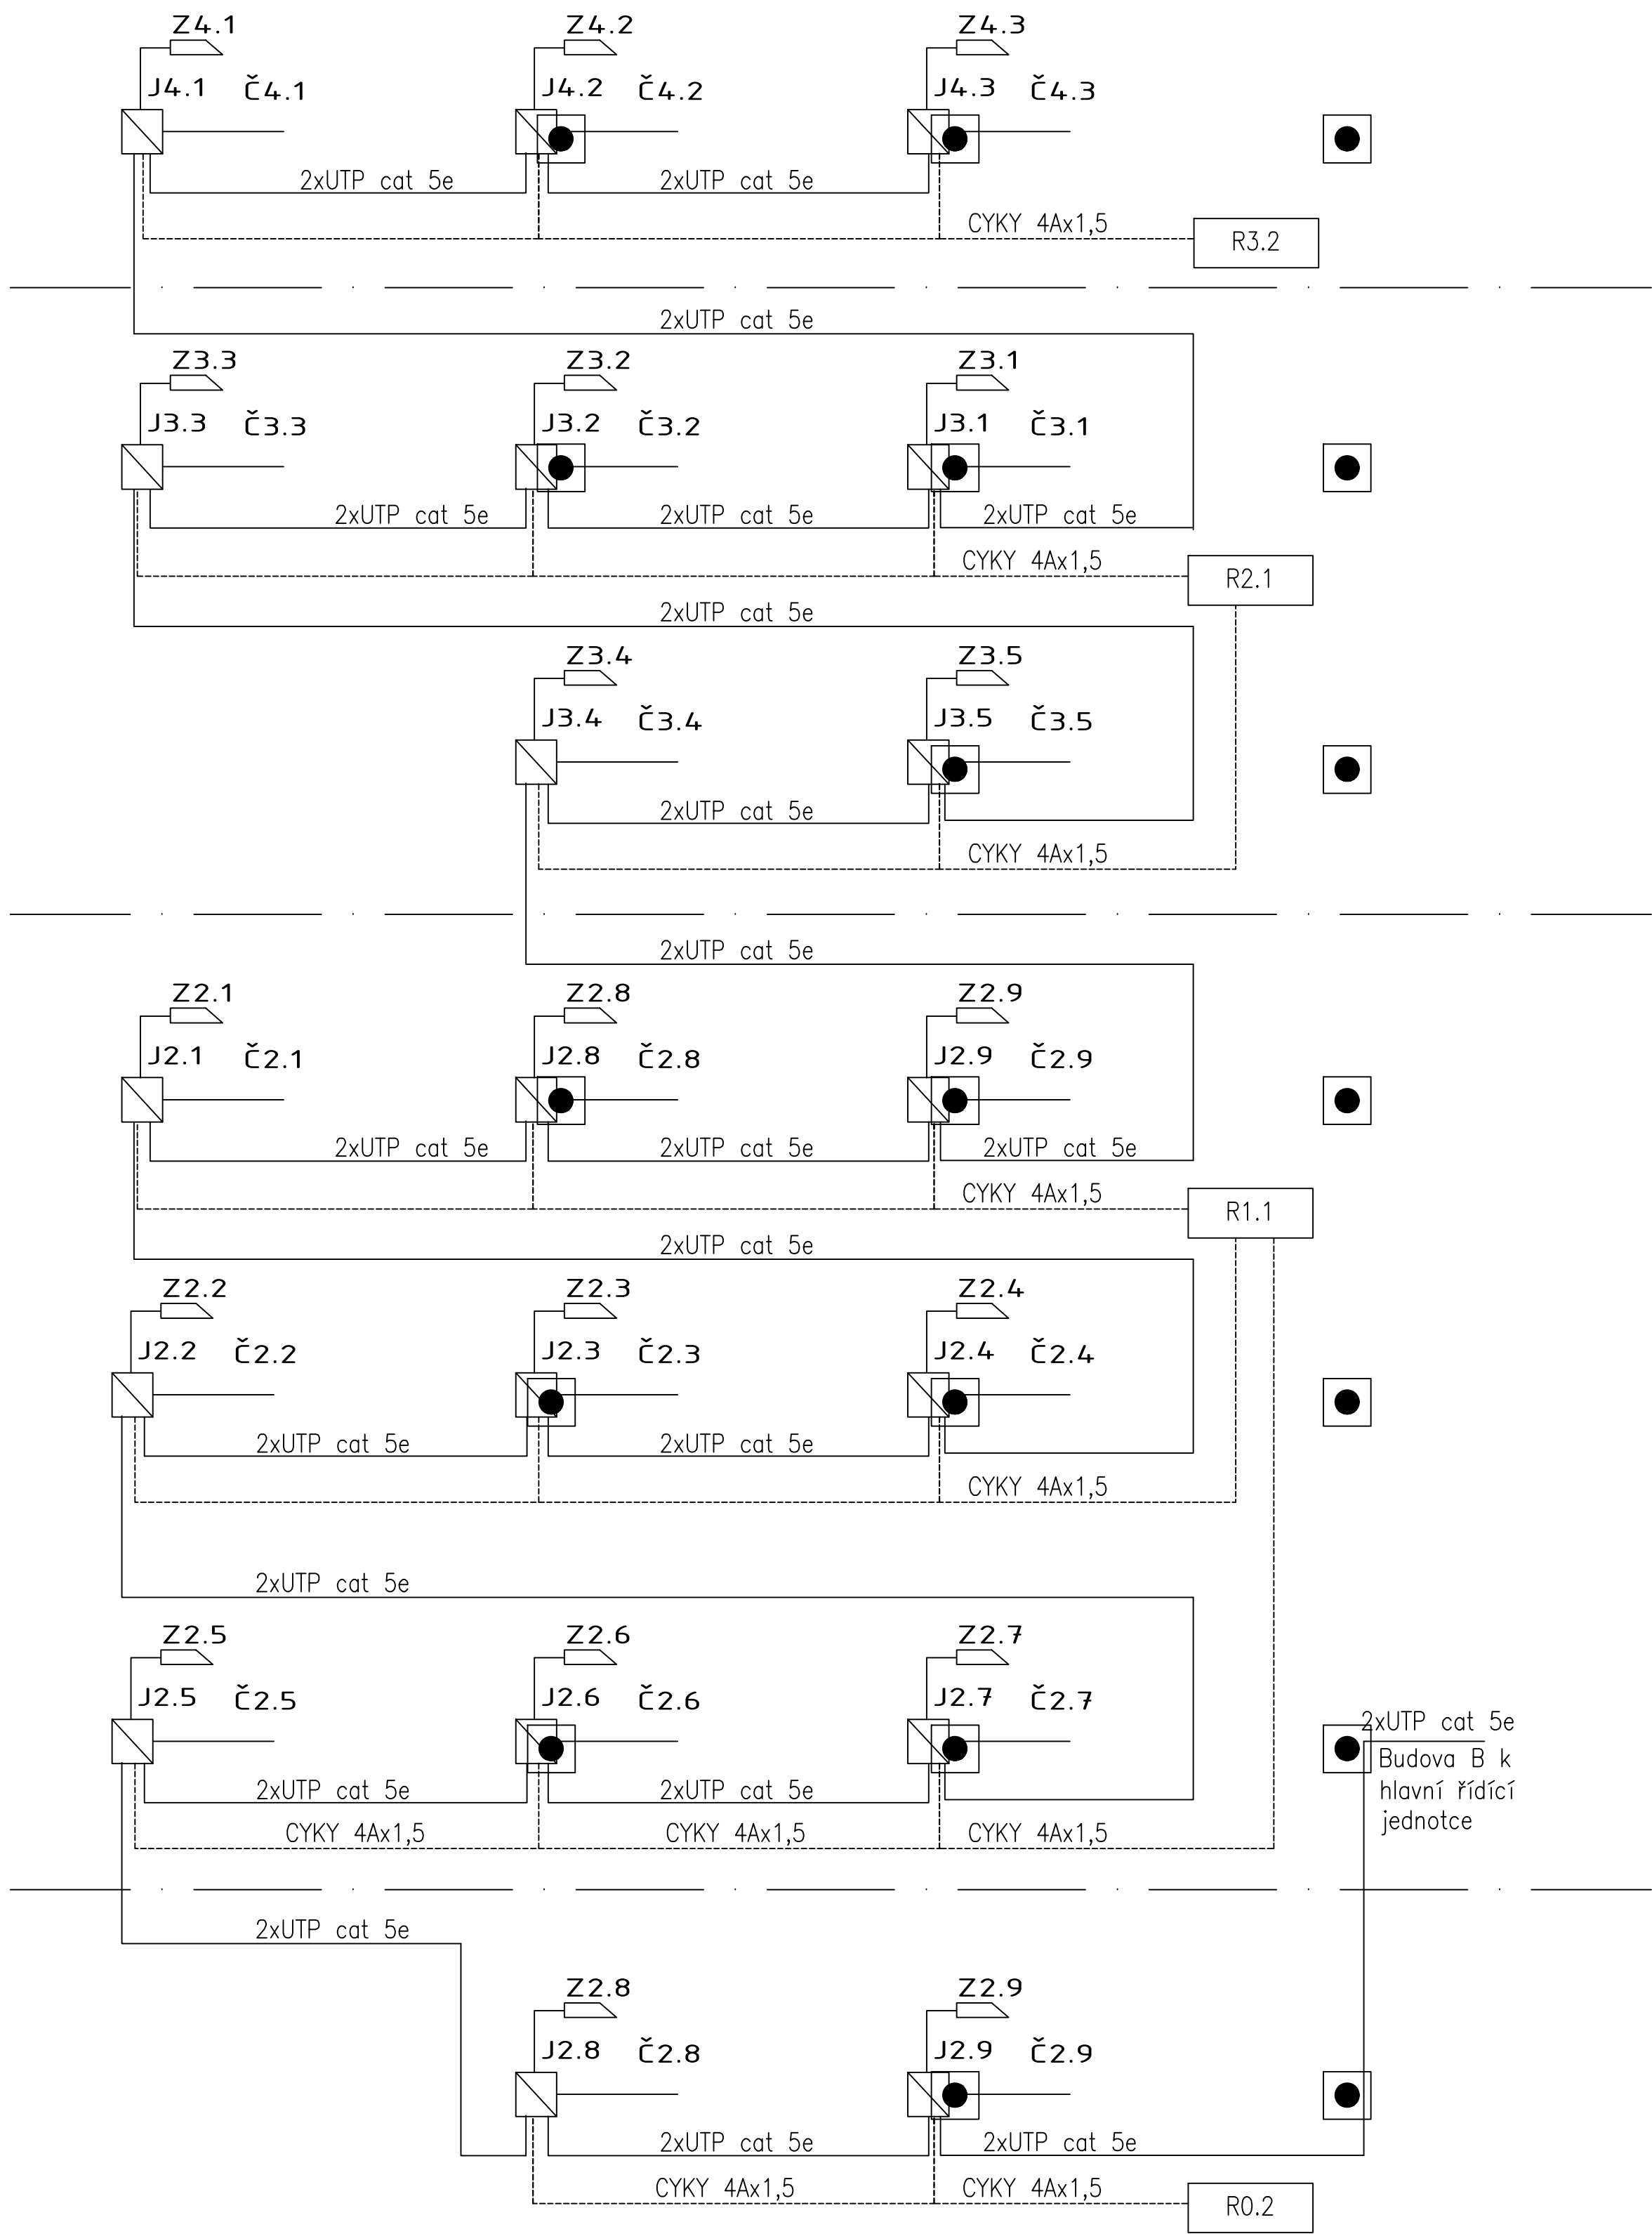 Z4.1 Z4.2 Z4.3
J4.1 Č4.1 J4.2 Č4.2 J4.3 Č4.3
2xUTP cat 5e 2xUTP cat 5e
CYKY 4Ax1,5
R3.2
2xUTP cat 5e
Z3.3 Z3.2 Z3.1
J3.3 Č3.3 J3.2 Č3.2 J3.1 Č3.1
2xUTP cat 5e 2xUTP cat 5e 2xUTP cat 5e
CYKY 4Ax1,5
R2.1
2xUTP cat 5e
Z3.4 Z3.5
J3.4 Č3.4 J3.5 Č3.5
2xUTP cat 5e
CYKY 4Ax1,5
2xUTP cat 5e
Z2.1 Z2.8 Z2.9
J2.1 Č2.1 J2.8 Č2.8 J2.9 Č2.9
2xUTP cat 5e 2xUTP cat 5e 2xUTP cat 5e
CYKY 4Ax1,5
R1.1
2xUTP cat 5e
Z2.2 Z2.3 Z2.4
J2.2 Č2.2 J2.3 Č2.3 J2.4 Č2.4
2xUTP cat 5e 2xUTP cat 5e
CYKY 4Ax1,5
2xUTP cat 5e
Z2.5 Z2.6 Z2.7
J2.5 Č2.5 J2.6 Č2.6 J2.7 Č2.7
2xUTP cat 5e
Budova B k
hlavní řídící
jednotce
2xUTP cat 5e 2xUTP cat 5e
CYKY 4Ax1,5 CYKY 4Ax1,5 CYKY 4Ax1,5
2xUTP cat 5e
Z2.8 Z2.9
J2.8 Č2.8 J2.9 Č2.9
2xUTP cat 5e 2xUTP cat 5e
CYKY 4Ax1,5 CYKY 4Ax1,5
R0.2